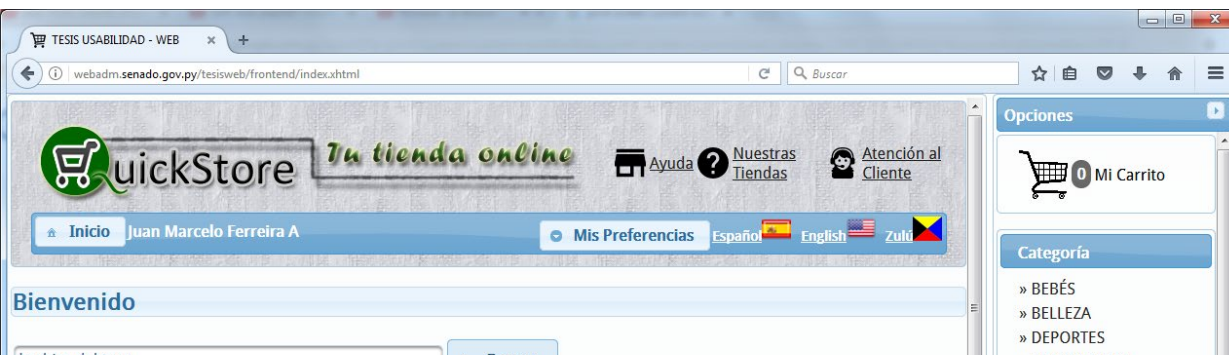 TESIS USABILIDAD - WEB
webadm.senado.gov.py/tesisweb/frontend/index.xhtml
Buscar
QuickStore Tu tienda online
Ayuda
Nuestras
Tiendas
Atención al
Cliente
Inicio Juan Marcelo Ferreira A
Mis Preferencias Español English Zulú
Bienvenido
Opciones
0 Mi Carrito
Categoría
» BEBÉS
» BELLEZA
» DEPORTES